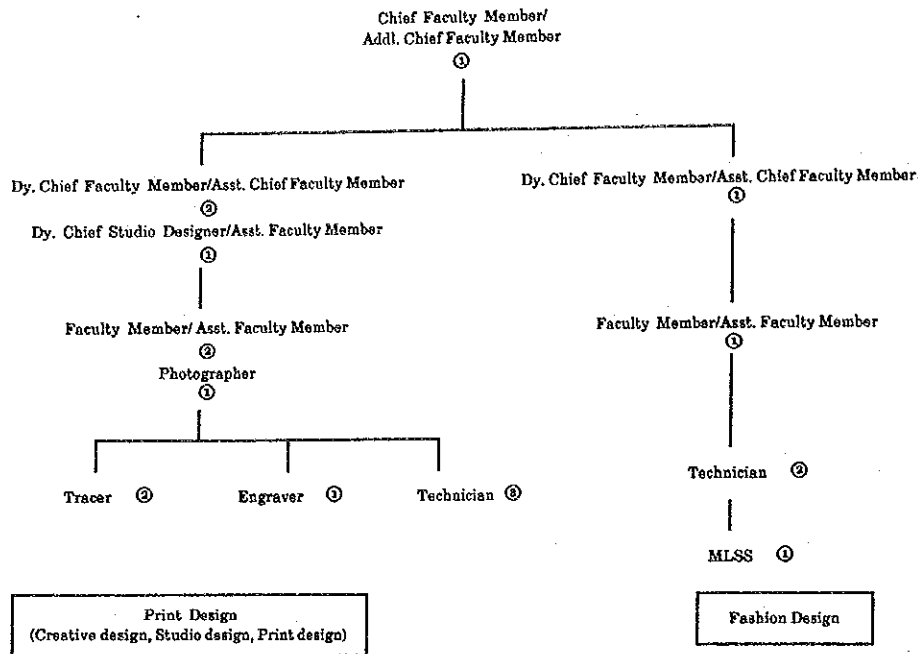 Chief Faculty Member/
Addl. Chief Faculty Member
①
Dy. Chief Faculty Member/Asst. Chief Faculty Member
②
Dy. Chief Studio Designer/Asst. Faculty Member
①
Faculty Member/ Asst. Faculty Member
②
Photographer
①
Tracer ② Engraver ① Technician ③
Print Design
(Creative design, Studio design, Print design)
Dy. Chief Faculty Member/Asst. Chief Faculty Member
①
Faculty Member/Asst. Faculty Member
①
Technician ②
MLSS ①
Fashion Design